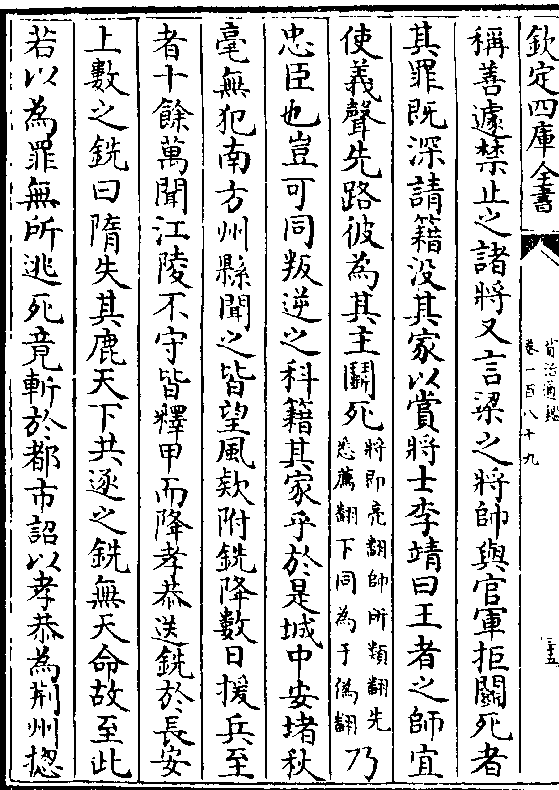 欽定四庫全書
資治通鑑
卷一百八十九
三五
稱善遽禁止之諸將又言梁之將帥與官軍拒鬬死者
其罪既深請籍没其家以賞將士李靖曰王者之師宜
使義聲先路彼為其主鬬死
將即亮翻帥所類翻先
悉薦翻下同為于偽翻
乃
忠臣也豈可同叛逆之科籍其家乎於是城中安堵秋
毫無犯南方州縣聞之皆望風欵附銑降數日援兵至
者十餘萬聞江陵不守皆釋甲而降孝恭送銑於長安
上數之銑曰隋失其鹿天下共逐之銑無天命故至此
若以為罪無所逃死竟斬於都市詔以孝恭為荆州揔